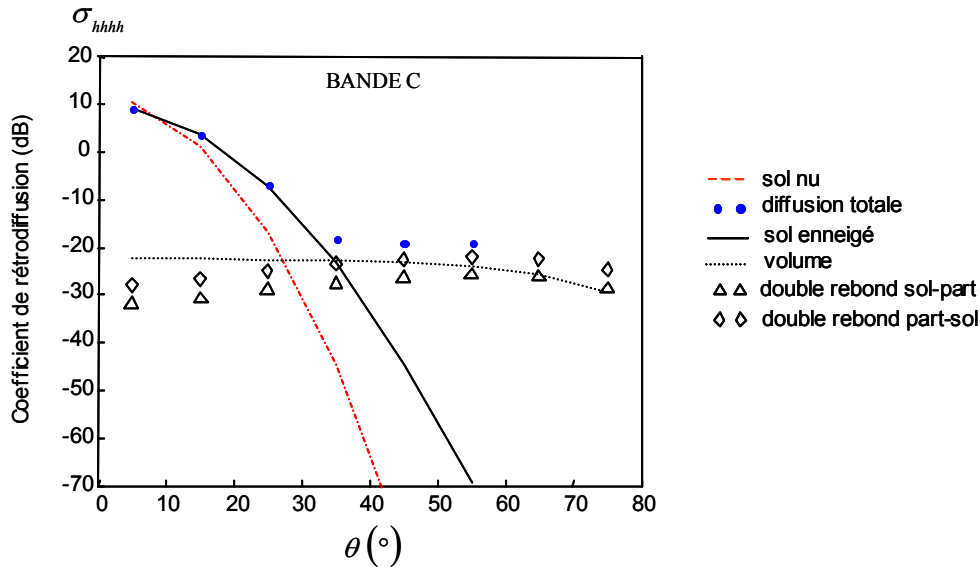 σhhhh
BANDE C
Coefficient de rétrodiffusion (dB)
20
10
0
-10
-20
-30
-40
-50
-60
-70
0 10 20 30 40 50 60 70 80
θ (°)
sol nu
diffusion totale
sol enneigé
volume
double rebond sol-part
double rebond part-sol